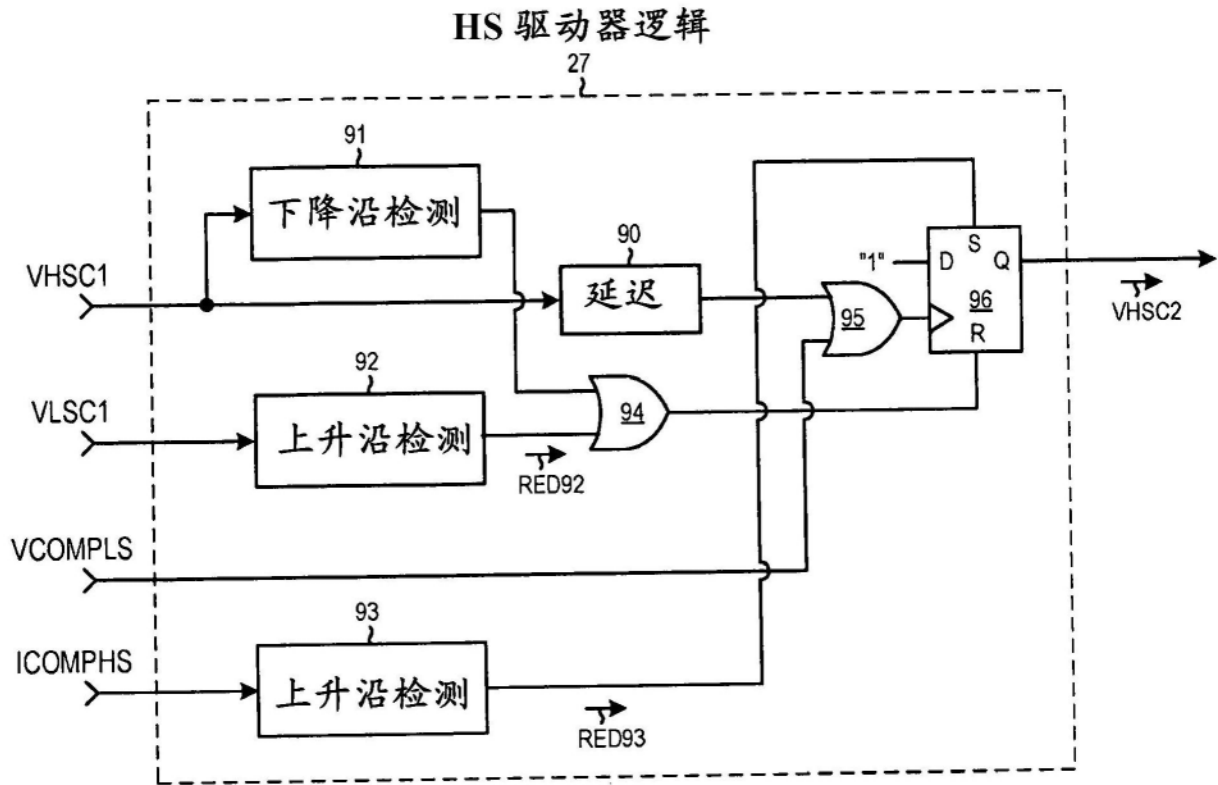 HS 驱动器逻辑
27
91
下降沿检测
90
延迟
VHSC1
"1"
D
S
Q
96
R
VHSC2
95
92
VLSC1
上升沿检测
94
RED92
VCOMPLS
93
ICOMPHS
上升沿检测
RED93